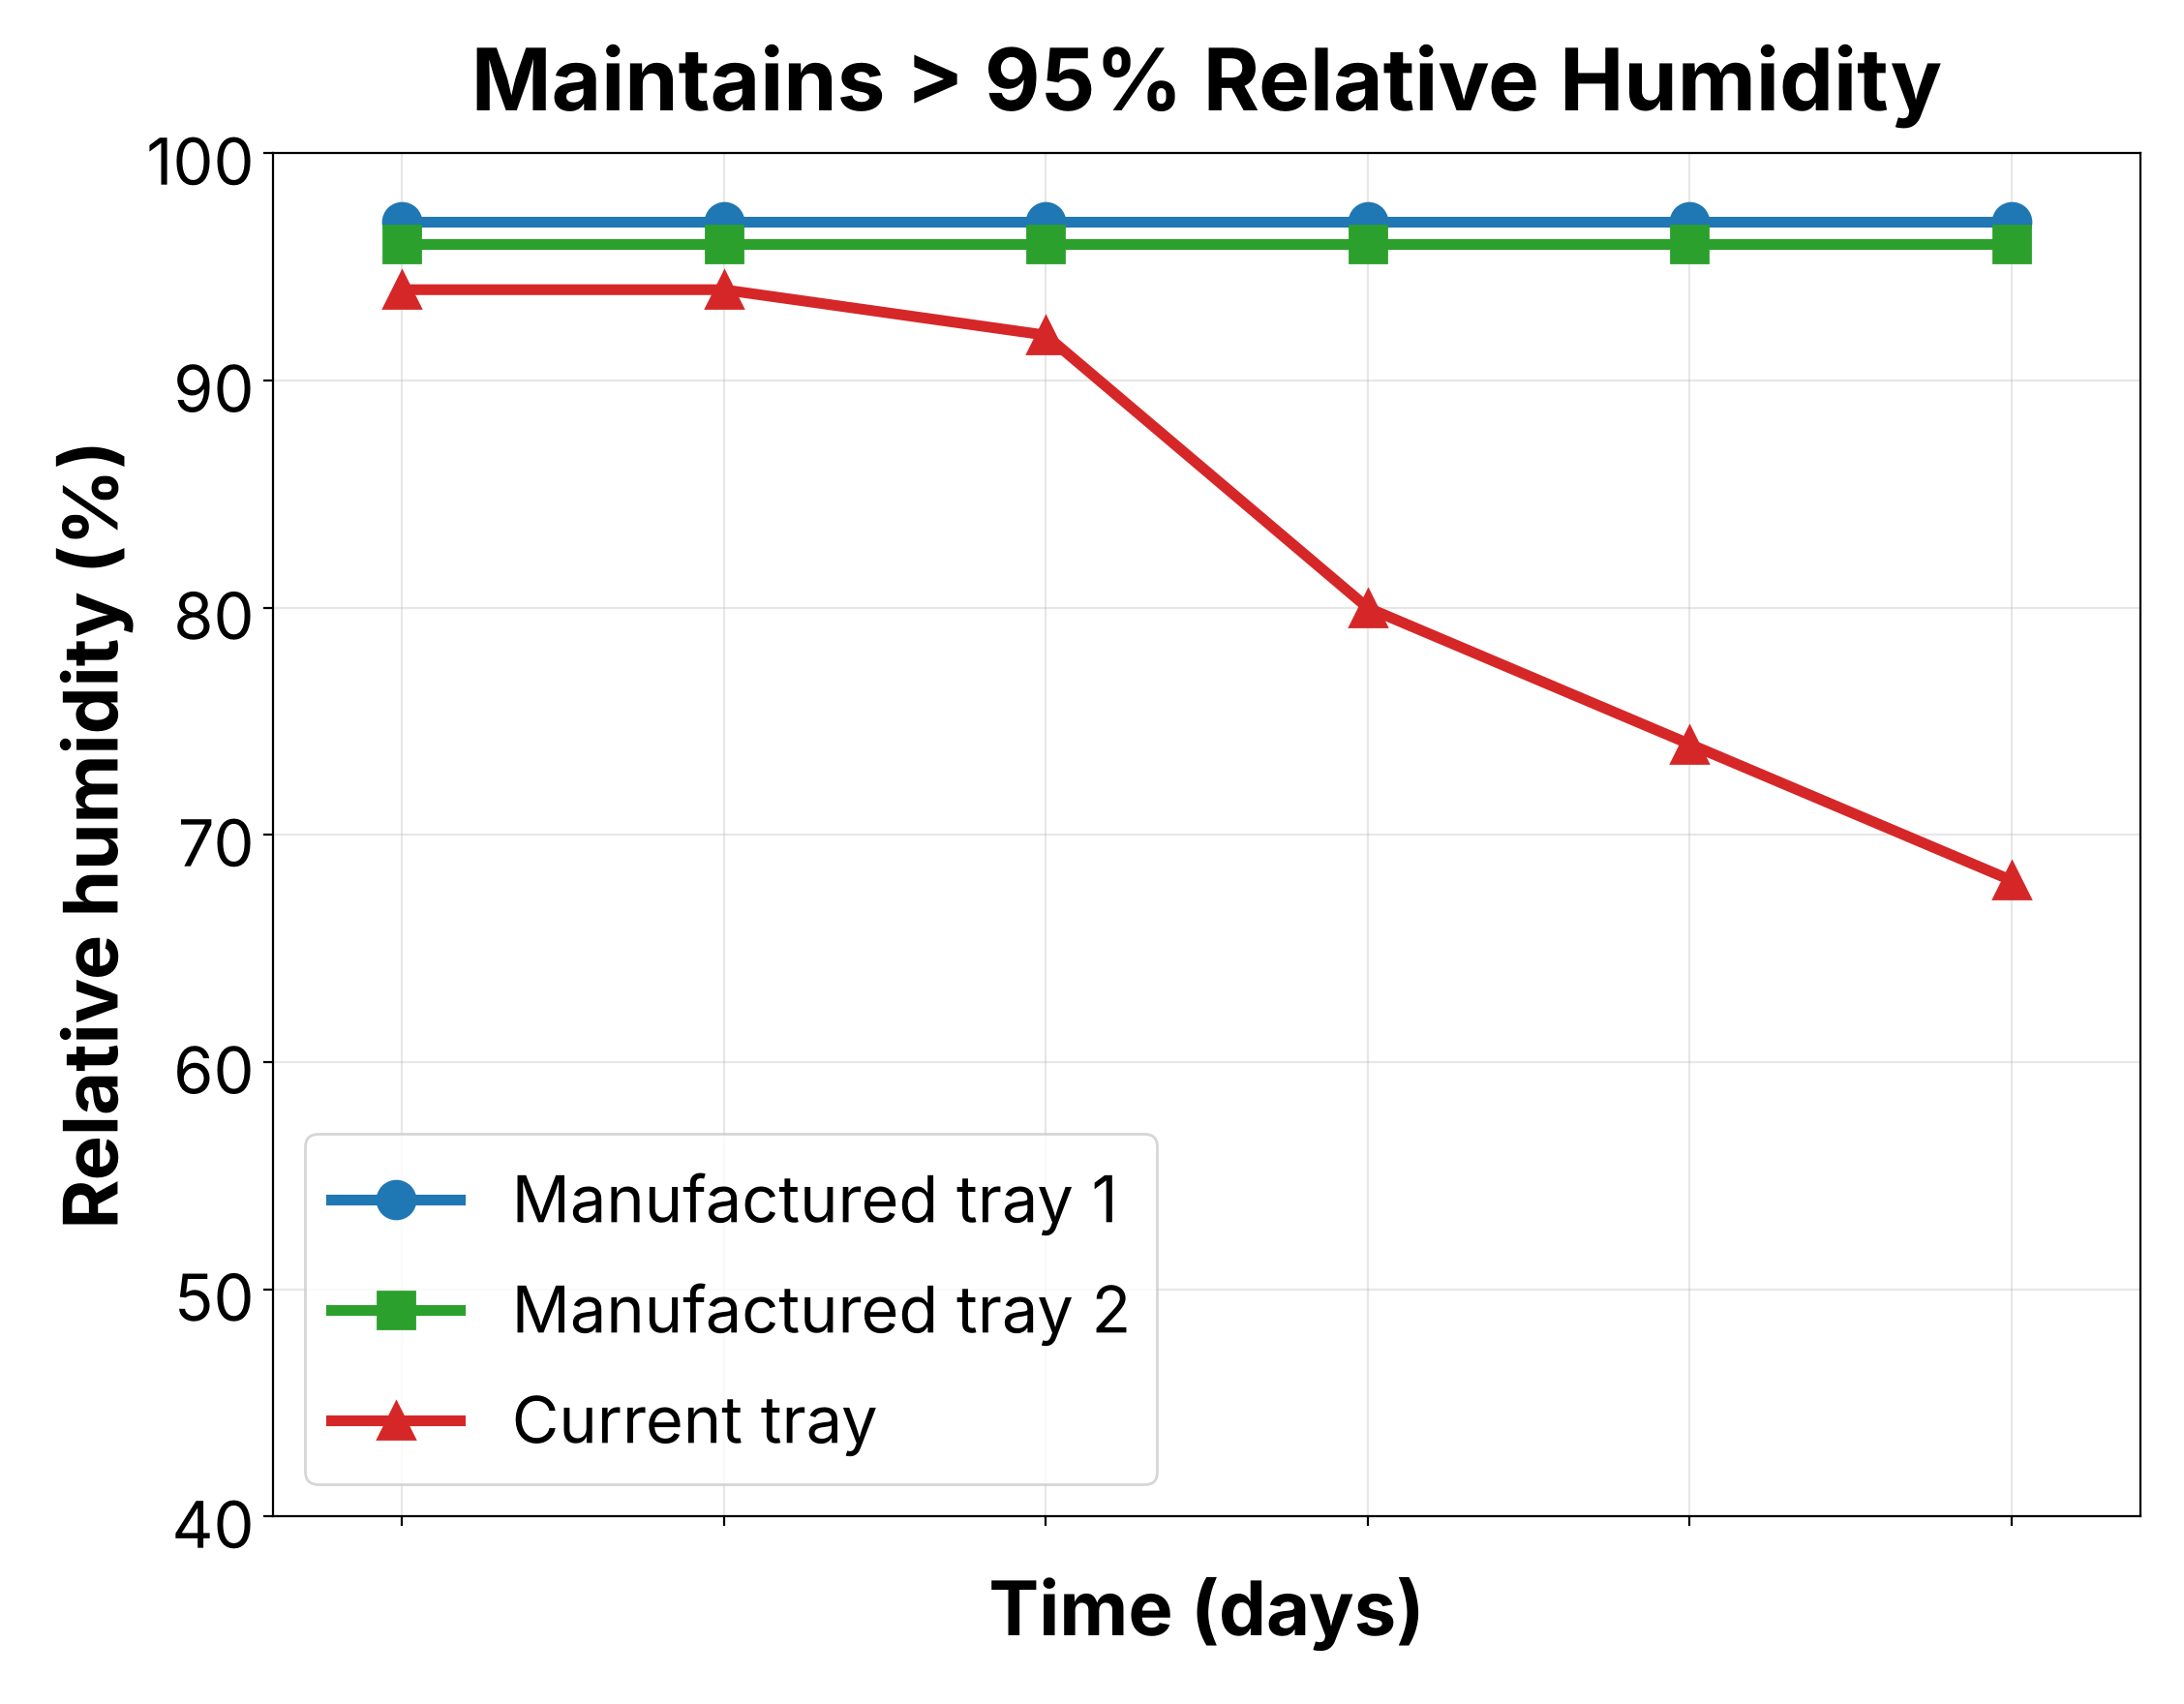 Maintains > 95% Relative Humidity
100
90
80
70
60
50
40
Relative humidity (%)
Manufactured tray 1
Manufactured tray 2
Current tray
Time (days)